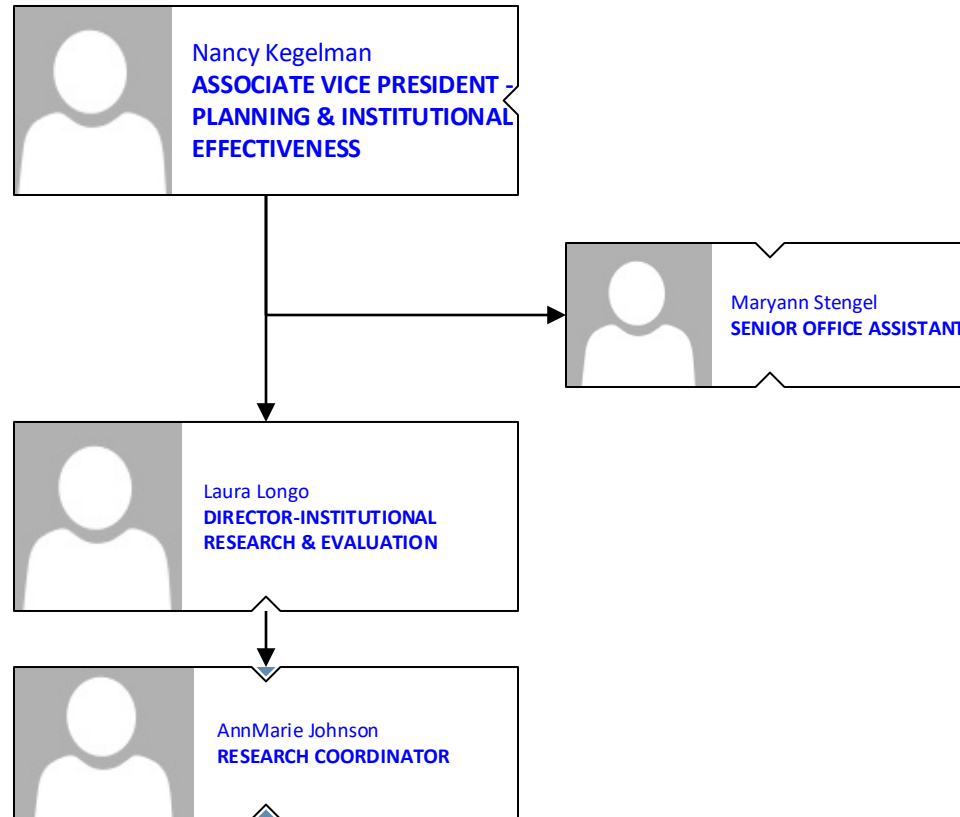 Nancy Kegelman
ASSOCIATE VICE PRESIDENT -
PLANNING & INSTITUTIONAL
EFFECTIVENESS
Maryann Stengel
SENIOR OFFICE ASSISTANT
Laura Longo
DIRECTOR-INSTITUTIONAL
RESEARCH & EVALUATION
AnnMarie Johnson
RESEARCH COORDINATOR